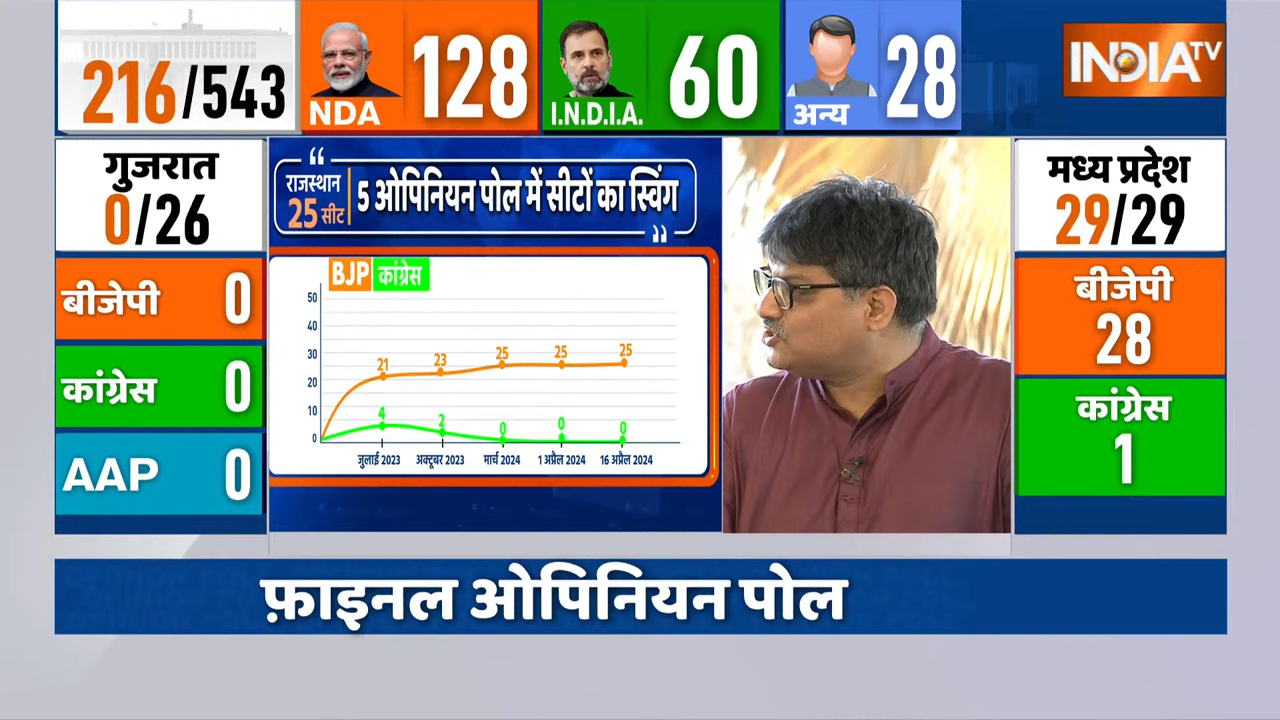 216/543
NDA
128
I.N.D.I.A.
60
अन्य
28
INDIA TV
गुजरात
0/26
बीजेपी 0
कांग्रेस 0
AAP 0
“
राजस्थान
25 सीट
5 ओपिनियन पोल में सीटों का स्विंग
”
BJP कांग्रेस
50
40
30
20
10
0
21
23
25
25
25
4
2
0
0
0
जुलाई 2023
अक्टूबर 2023
मार्च 2024
1 अप्रैल 2024
16 अप्रैल 2024
मध्य प्रदेश
29/29
बीजेपी
28
कांग्रेस
1
फ़ाइनल ओपिनियन पोल